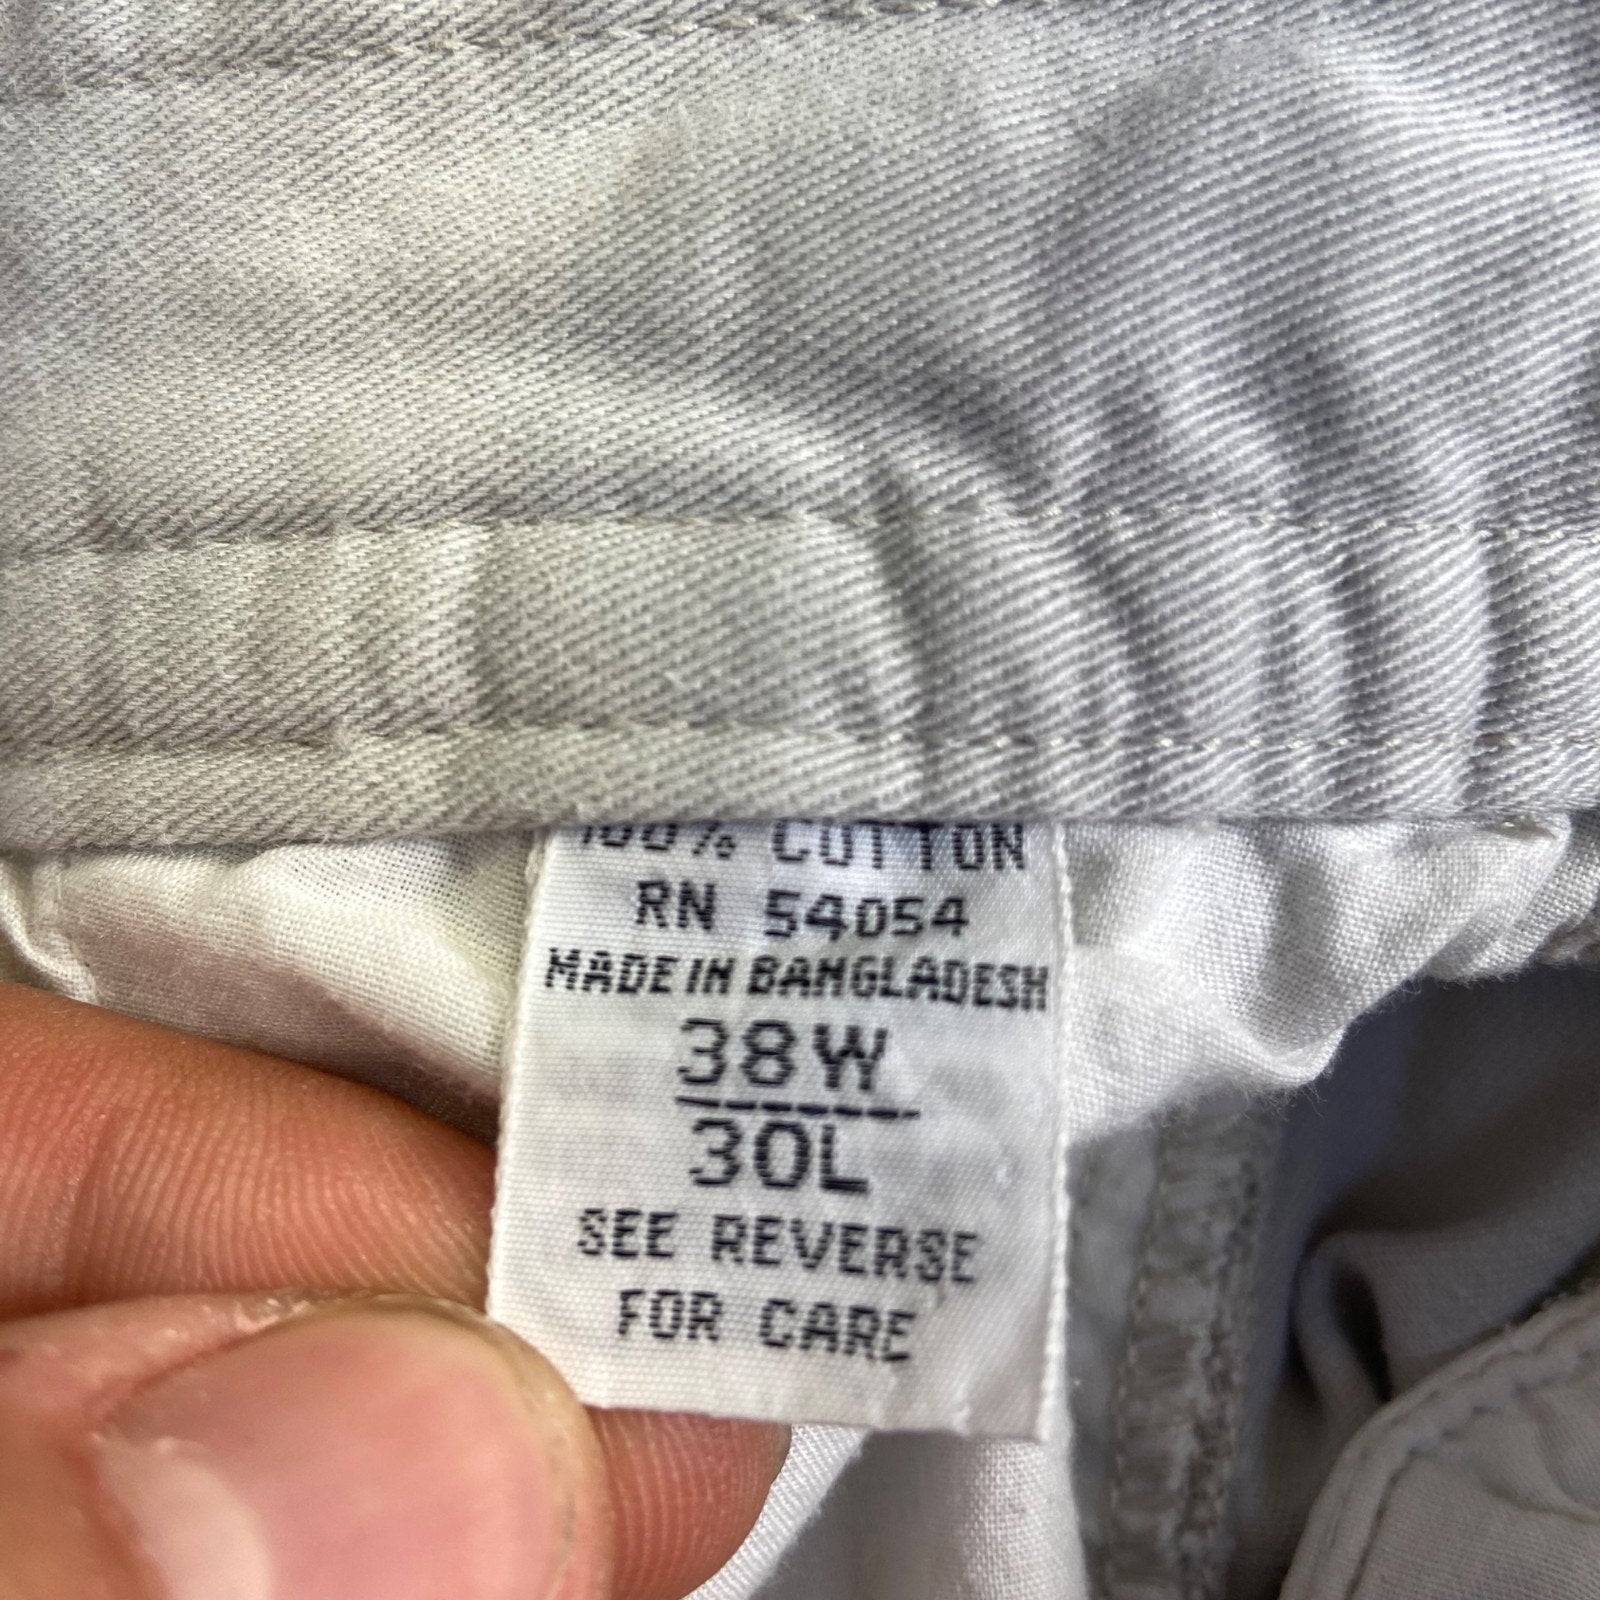 100% COTTON
RN 54054
MADE IN BANGLADESH
38W
30L
SEE REVERSE
FOR CARE